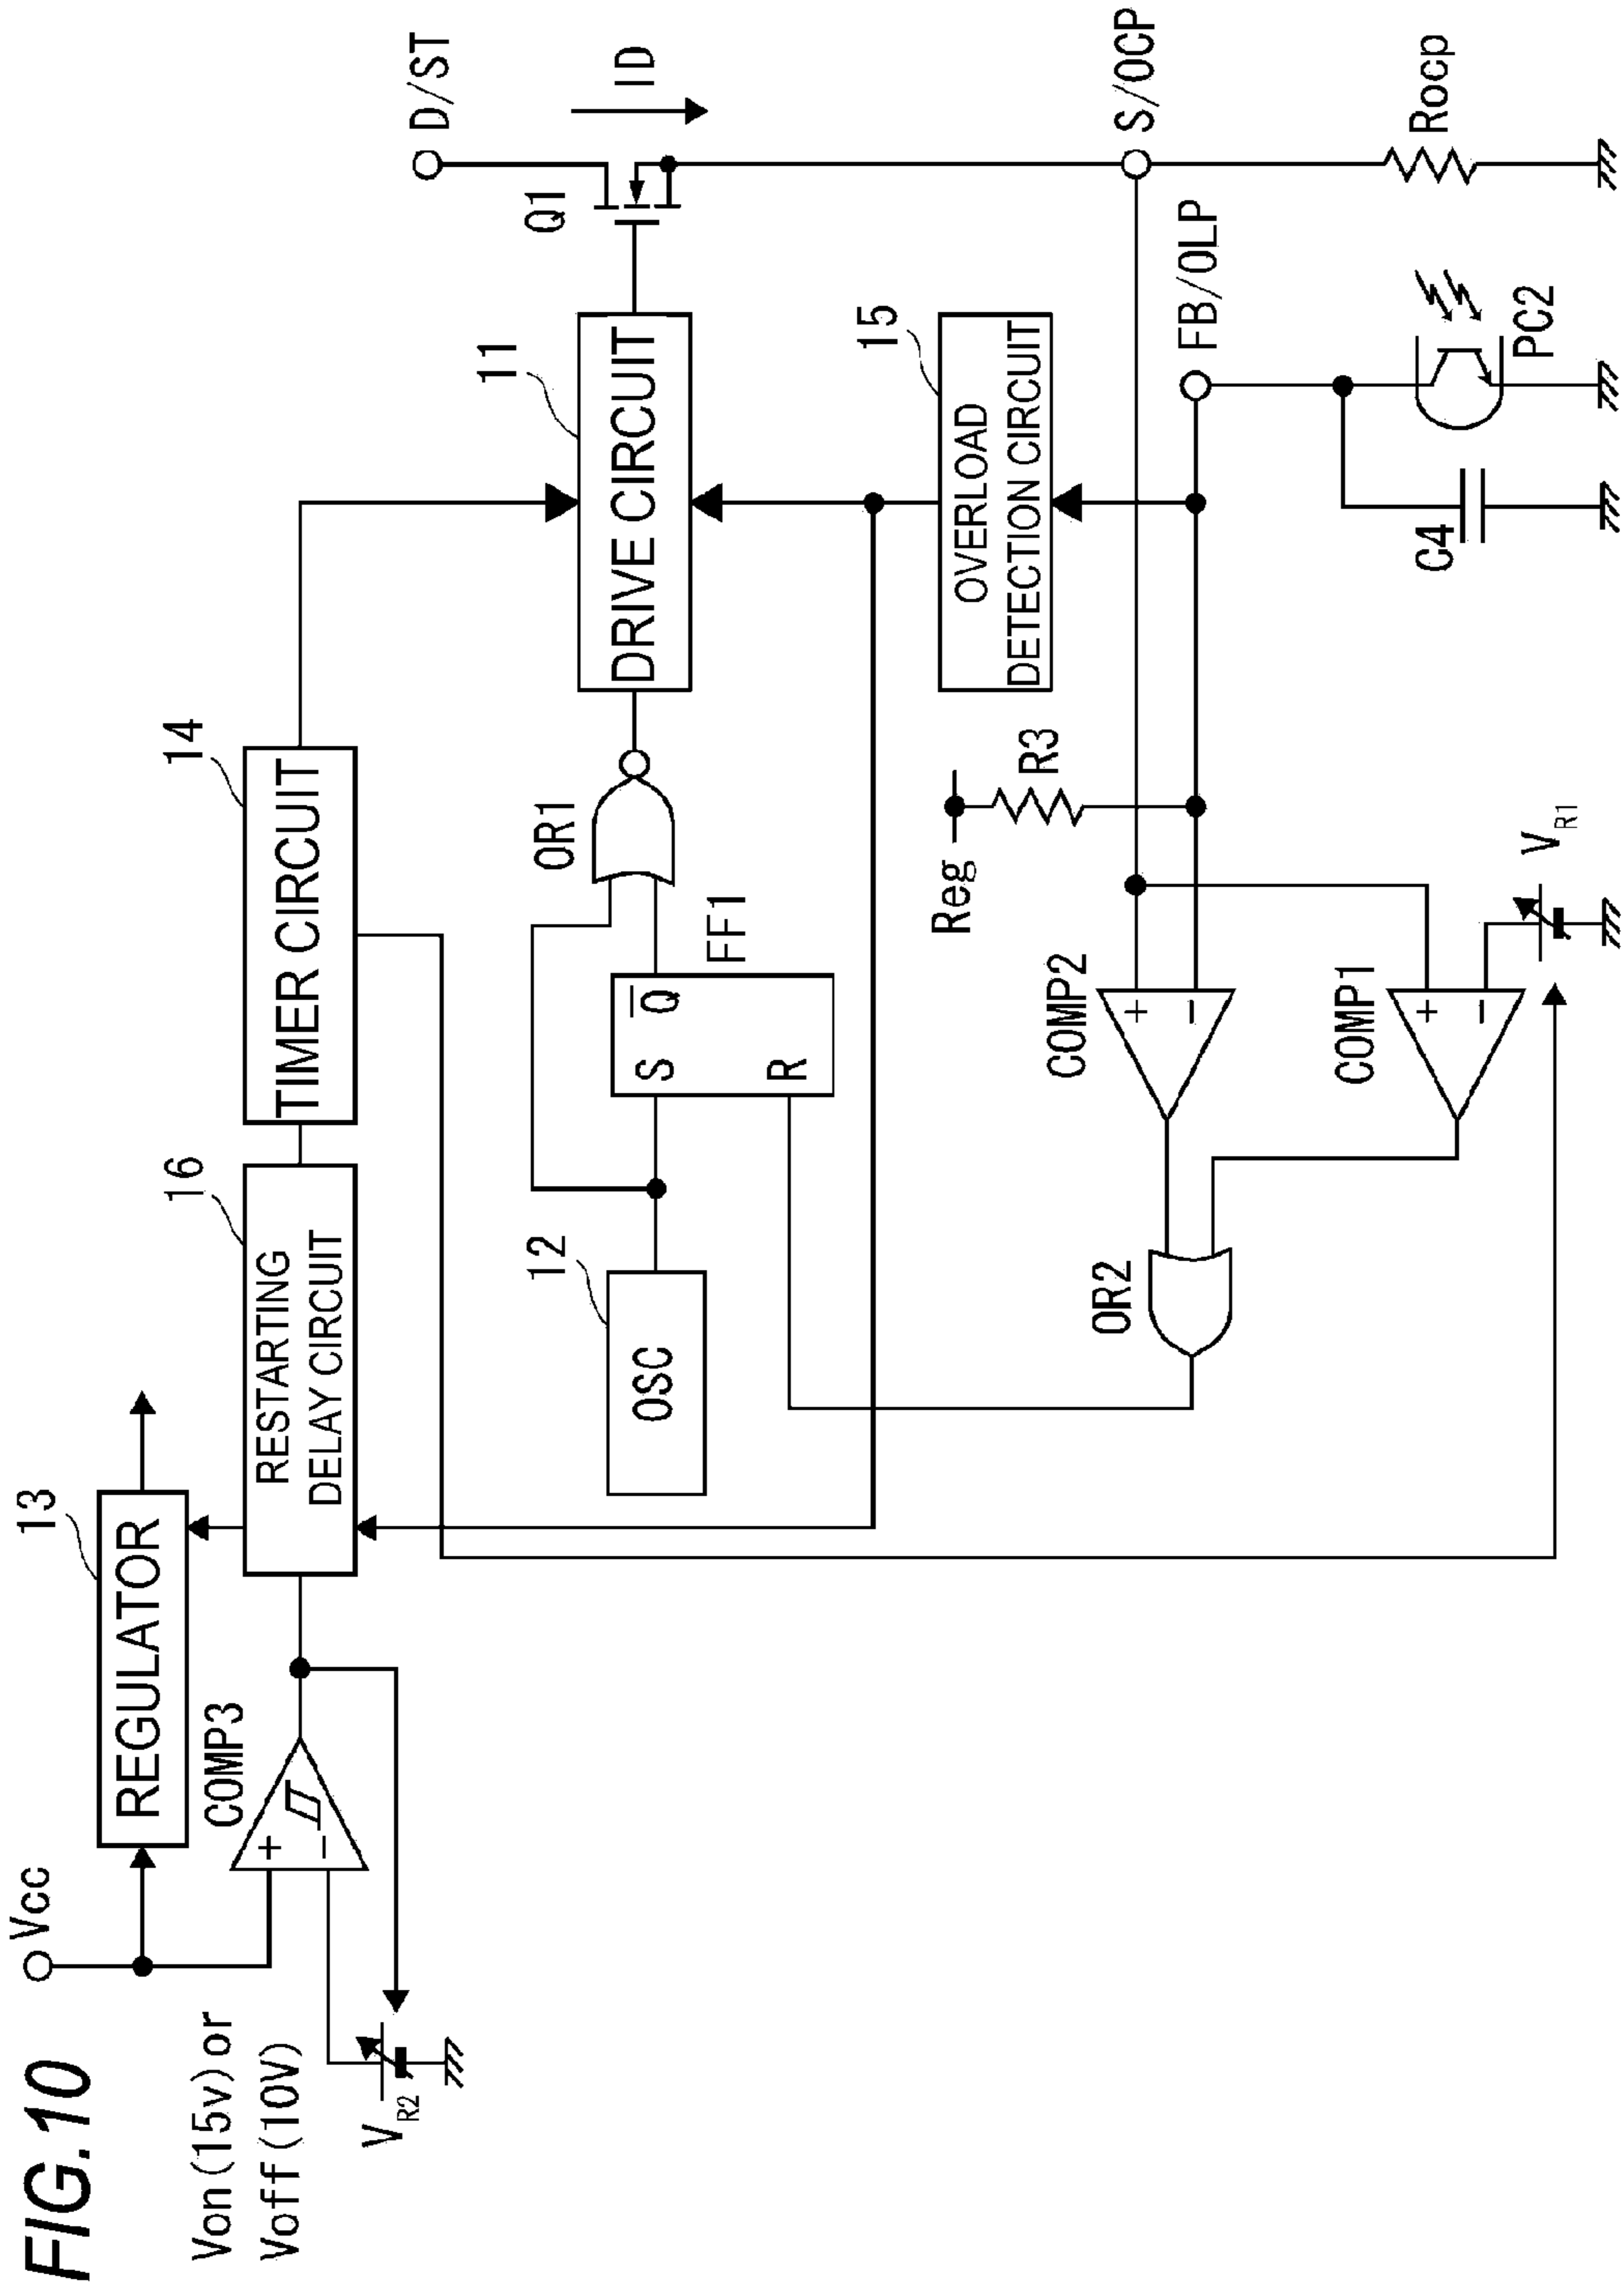 FIG.10
Vcc
Von(15v)or
Voff(10V)
V_R2
13
REGULATOR
COMP3
+
−
16
RESTARTING
DELAY CIRCUIT
14
TIMER CIRCUIT
12
OSC
S
Q̅
R
FF1
OR1
11
DRIVE CIRCUIT
Q1
D/ST
ID
15
OVERLOAD
DETECTION CIRCUIT
Reg
R3
OR2
COMP2
+
−
COMP1
+
−
V_R1
FB/OLP
S/OCP
C4
PC2
Rocp